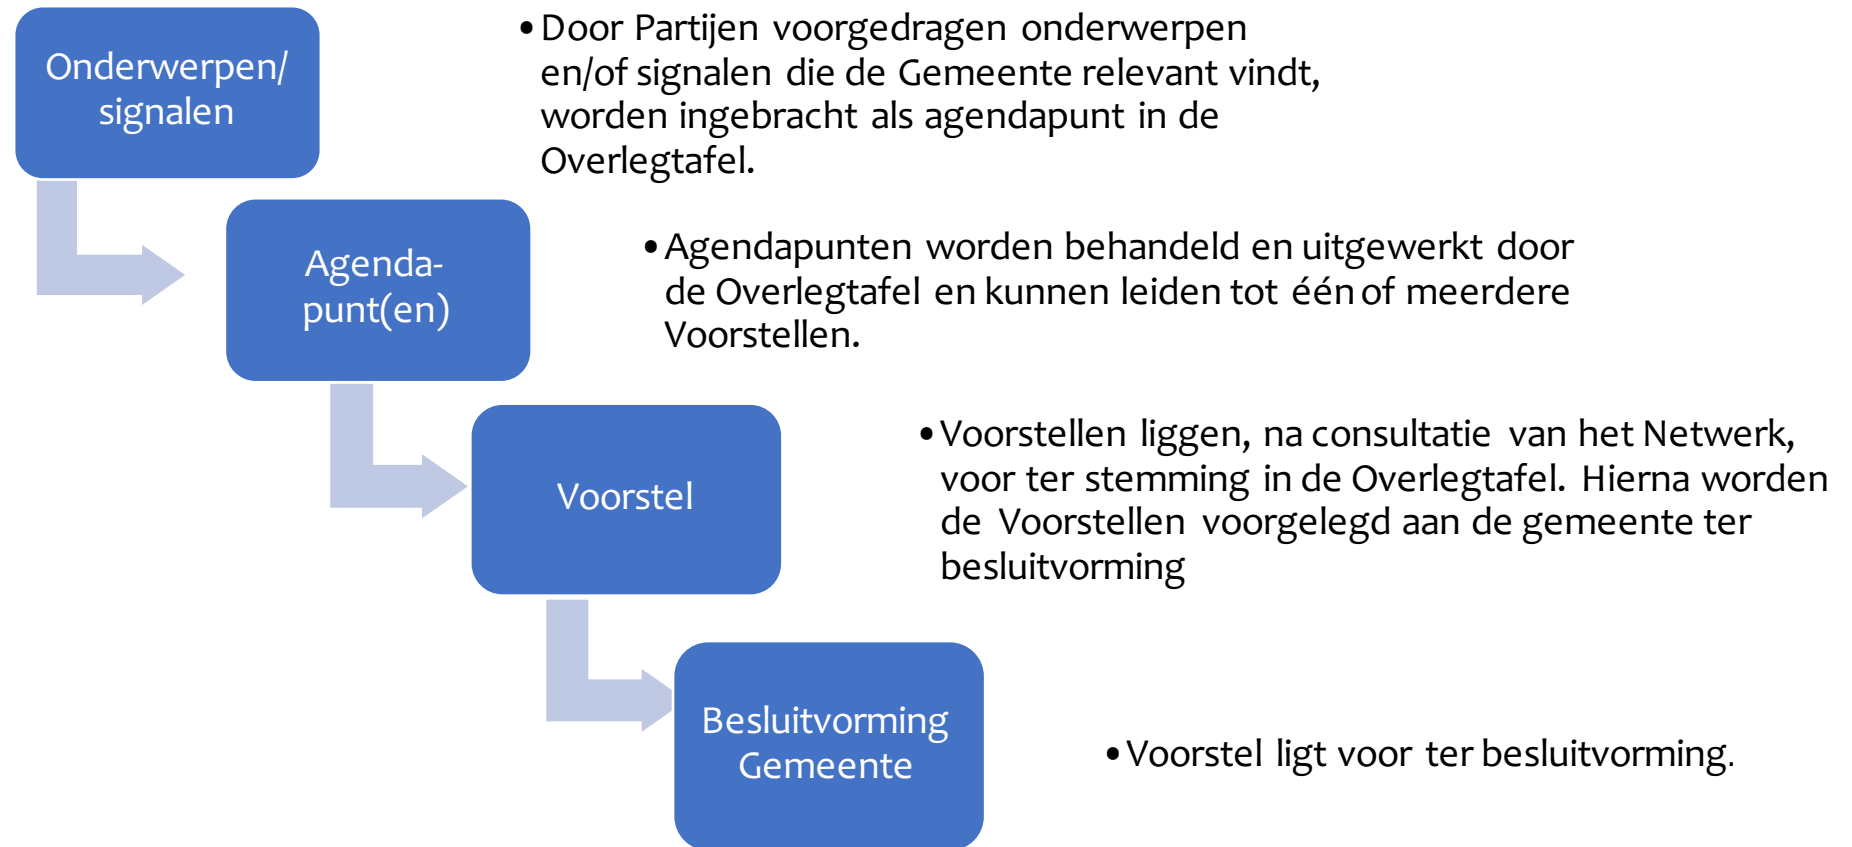 Onderwerpen/
signalen
•Door Partijen voorgedragen onderwerpen
en/of signalen die de Gemeente relevant vindt,
worden ingebracht als agendapunt in de
Overlegtafel.
Agenda-
punt(en)
•Agendapunten worden behandeld en uitgewerkt door
de Overlegtafel en kunnen leiden tot één of meerdere
Voorstellen.
Voorstel
•Voorstellen liggen, na consultatie van het Netwerk,
voor ter stemming in de Overlegtafel. Hierna worden
de Voorstellen voorgelegd aan de gemeente ter
besluitvorming
Besluitvorming
Gemeente
•Voorstel ligt voor ter besluitvorming.